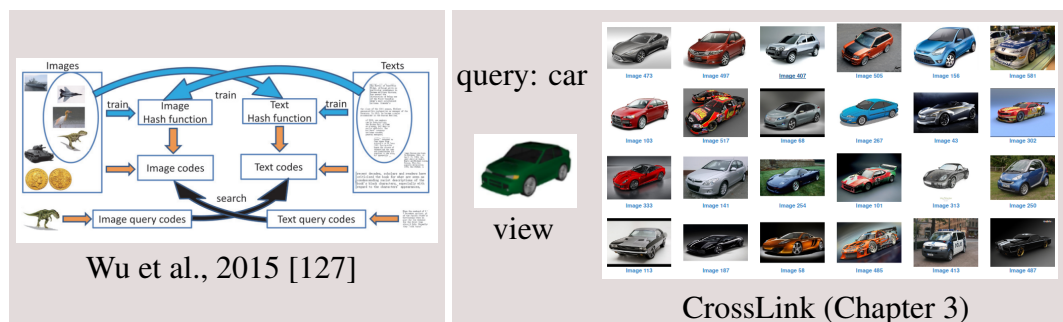 Images
Texts
train
train
train
Image
Hash function
Text
Hash function
Image codes
Text codes
search
Image query codes
Text query codes
Wu et al., 2015 [127]
query: car
view
Image 473
Image 497
Image 407
Image 505
Image 156
Image 581
Image 103
Image 517
Image 68
Image 267
Image 43
Image 302
Image 333
Image 141
Image 254
Image 101
Image 313
Image 250
Image 113
Image 187
Image 58
Image 485
Image 413
Image 487
CrossLink (Chapter 3)